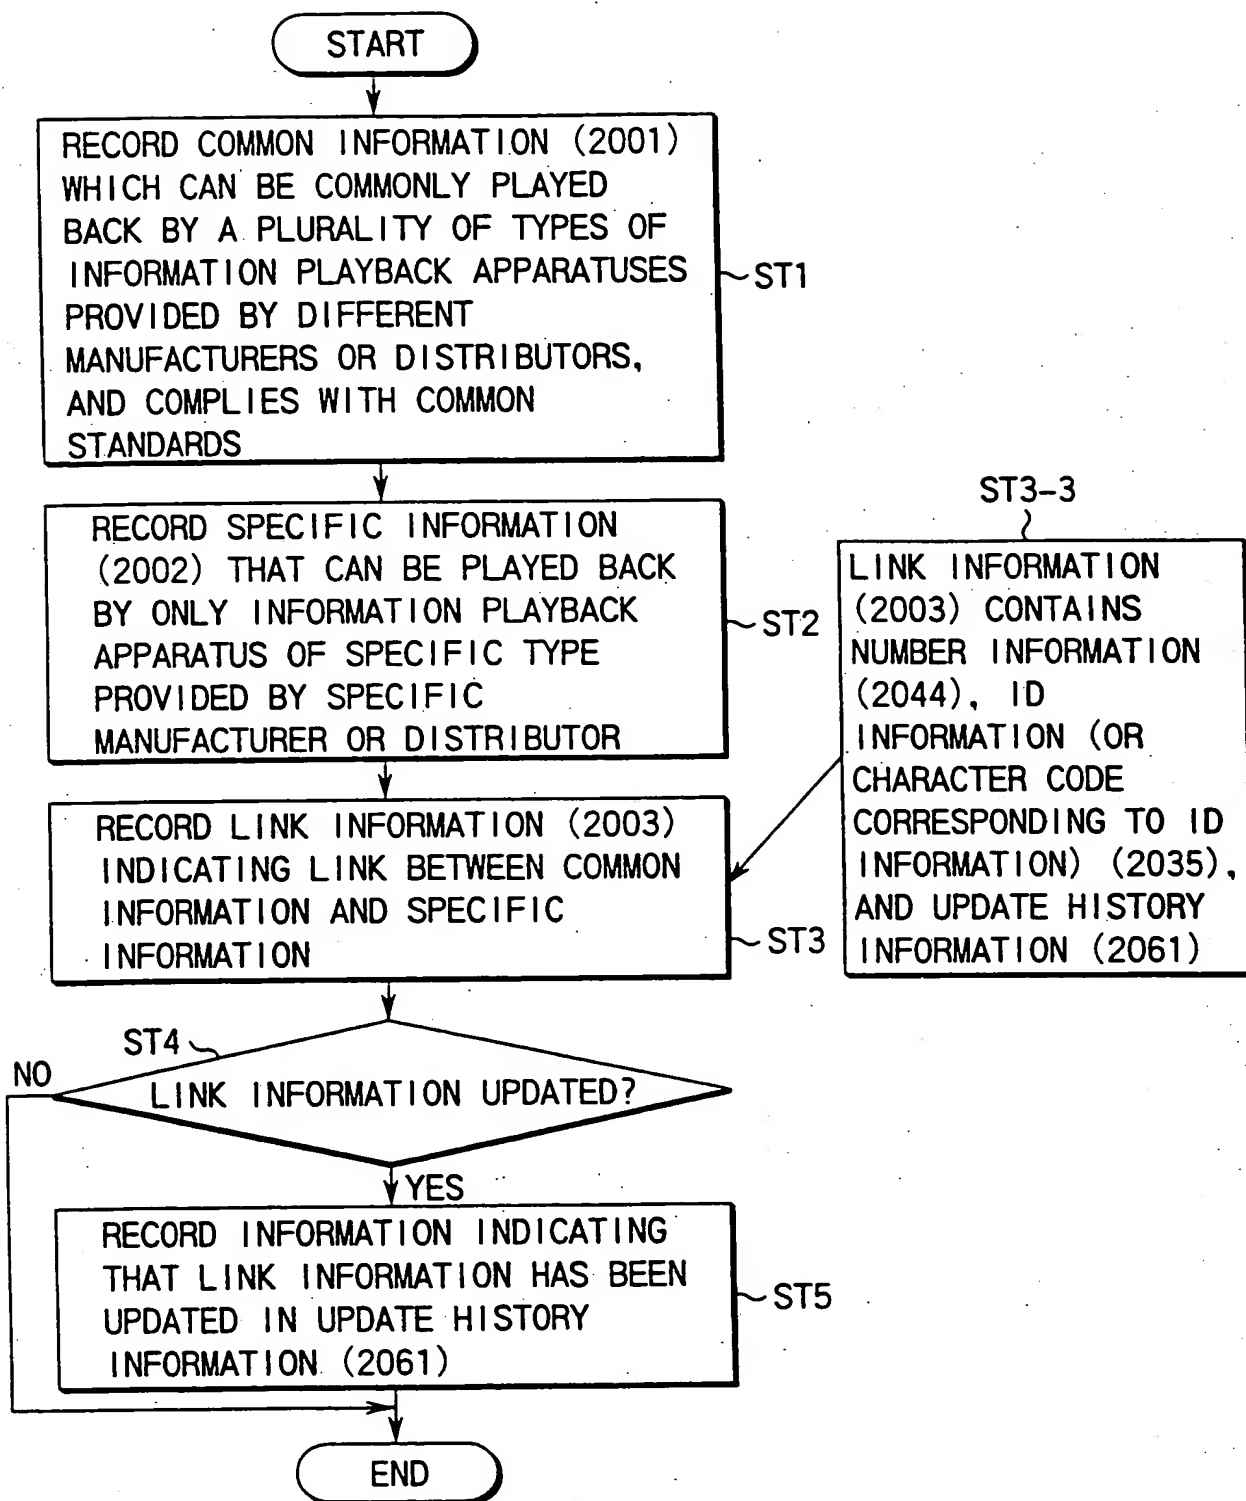 START
RECORD COMMON INFORMATION (2001)
WHICH CAN BE COMMONLY PLAYED
BACK BY A PLURALITY OF TYPES OF
INFORMATION PLAYBACK APPARATUSES
PROVIDED BY DIFFERENT
MANUFACTURERS OR DISTRIBUTORS,
AND COMPLIES WITH COMMON
STANDARDS
ST1
RECORD SPECIFIC INFORMATION
(2002) THAT CAN BE PLAYED BACK
BY ONLY INFORMATION PLAYBACK
APPARATUS OF SPECIFIC TYPE
PROVIDED BY SPECIFIC
MANUFACTURER OR DISTRIBUTOR
ST2
ST3-3
LINK INFORMATION
(2003) CONTAINS
NUMBER INFORMATION
(2044), ID
INFORMATION (OR
CHARACTER CODE
CORRESPONDING TO ID
INFORMATION) (2035),
AND UPDATE HISTORY
INFORMATION (2061)
RECORD LINK INFORMATION (2003)
INDICATING LINK BETWEEN COMMON
INFORMATION AND SPECIFIC
INFORMATION
ST3
ST4
NO
LINK INFORMATION UPDATED?
YES
RECORD INFORMATION INDICATING
THAT LINK INFORMATION HAS BEEN
UPDATED IN UPDATE HISTORY
INFORMATION (2061)
ST5
END